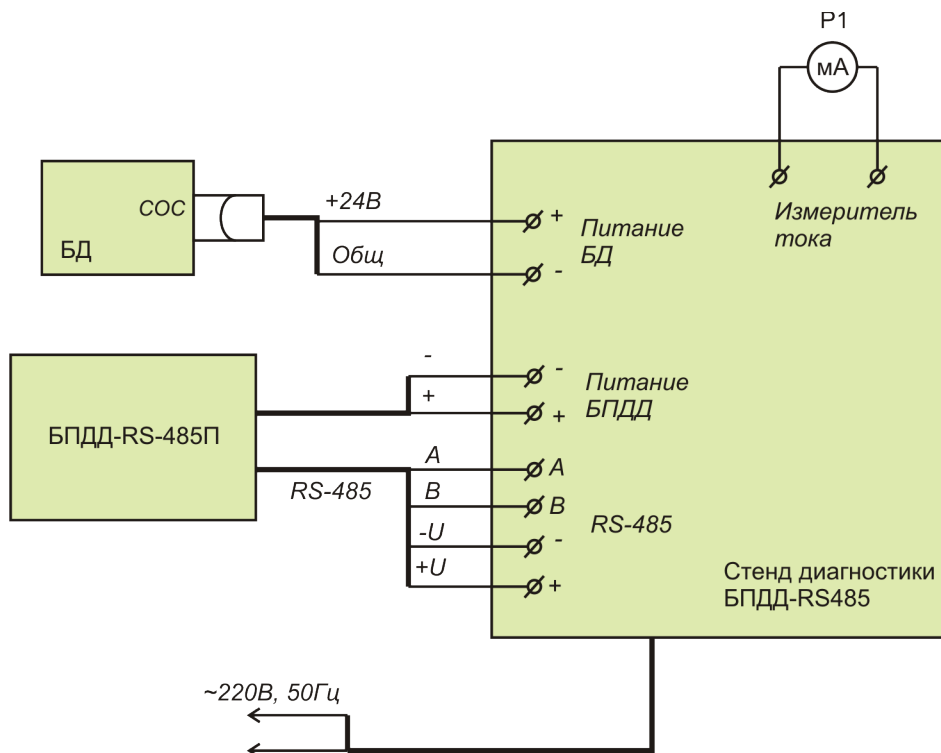 P1
мА
СОС
БД
+24В
Общ
+
-
Питание
БД
Измеритель
тока
БПДД-RS-485П
-
+
-
+
Питание
БПДД
RS-485
A
B
-U
+U
A
B
-
+
RS-485
Стенд диагностики
БПДД-RS485
~220В, 50Гц